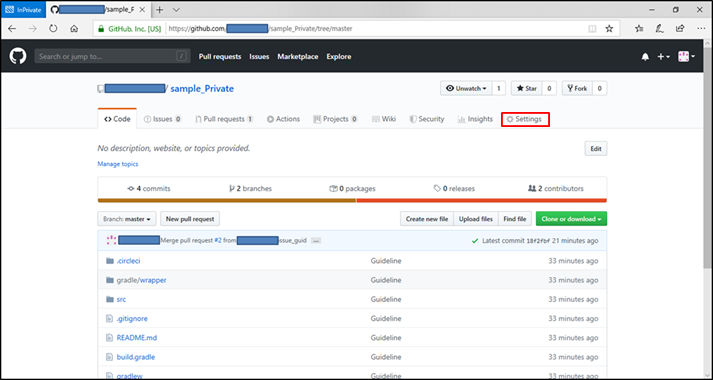 InPrivate
/sample_P
GitHub, Inc. [US]
https://github.com. /sample_Private/tree/master
Search or jump to...
/
Pull requests Issues Marketplace Explore
/ sample_Private
Unwatch 1
Star 0
Fork 0
Code
Issues 0
Pull requests 1
Actions
Projects 0
Wiki
Security
Insights
Settings
No description, website, or topics provided.
Edit
Manage topics
4 commits
2 branches
0 packages
0 releases
2 contributors
Branch: master
New pull request
Create new file
Upload files
Find file
Clone or download
Merge pull request #2 from issue_guid ...
Latest commit 18f2fbf 21 minutes ago
.circleci Guideline 33 minutes ago
gradle/wrapper Guideline 33 minutes ago
src Guideline 33 minutes ago
.gitignore Guideline 33 minutes ago
README.md Guideline 33 minutes ago
build.gradle Guideline 33 minutes ago
gradlew Guideline 33 minutes ago